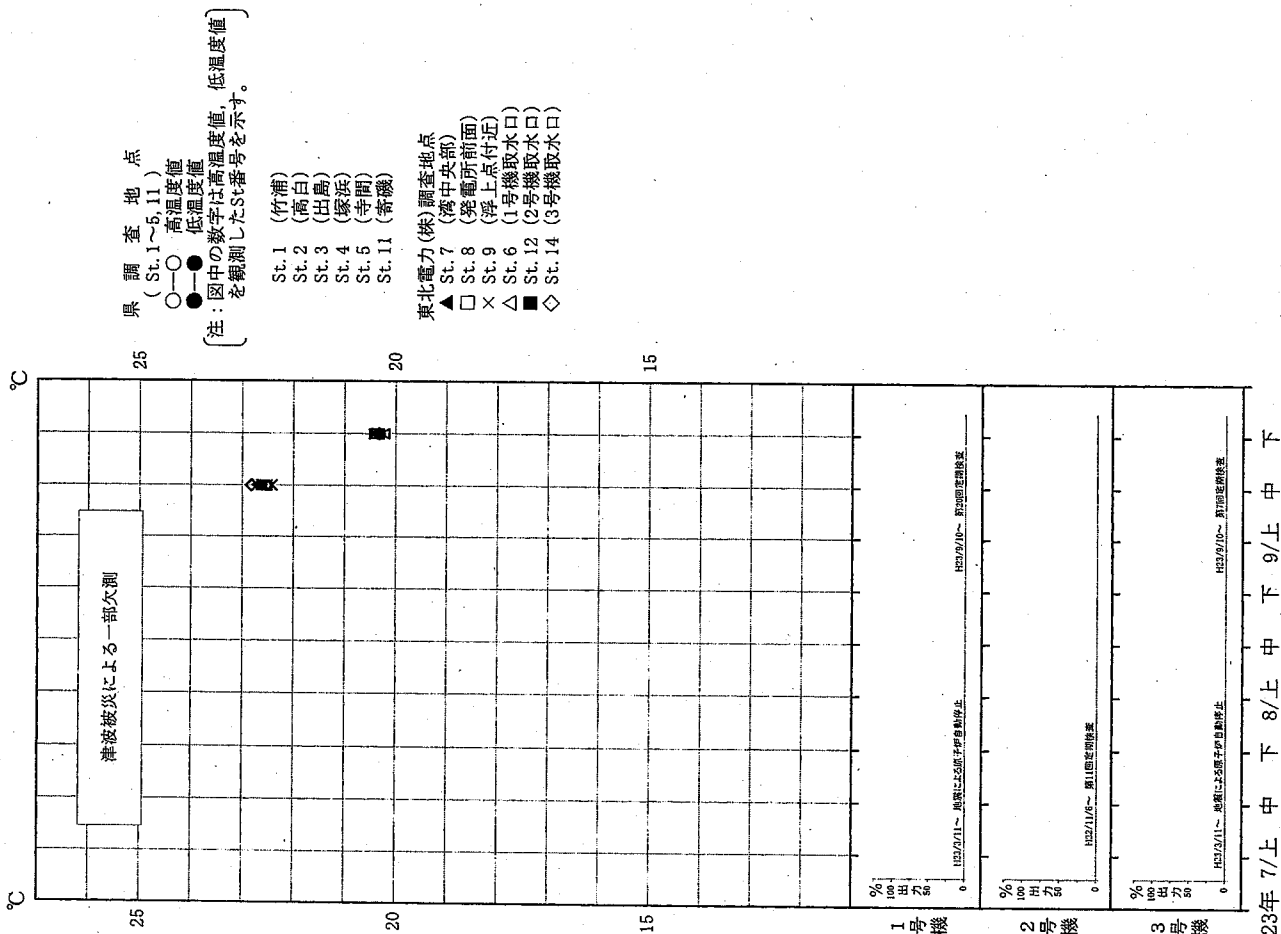 県 調 査 地 点
( St.1~5,11 )
○—○ 高温度値
●—●  低温度値
注：図中の数字は高温度値，低温度値
を観測したSt番号を示す。
St.1 (竹浦)
St.2 (高白)
St.3 (出島)
St.4 (塚浜)
St.5 (寺間)
St.11 (寄磯)
東北電力(株)調査地点
▲ St.7 (湾中央部)
□ St.8 (発電所前面)
× St.9 (浮上点付近)
△ St.6 (1号機取水口)
■ St.12 (2号機取水口)
◇ St.14 (3号機取水口)
℃
25
20
15
津波被災による一部欠測
℃
25
20
15
1号機
%
100
出
力
50
0
H23/3/11～ 地震による原子炉自動停止
H23/9/10～ 第20回定期検査
2号機
%
100
出
力
50
0
H22/11/6～ 第11回定期検査
3号機
%
100
出
力
50
0
H23/3/11～ 地震による原子炉自動停止
H23/9/10～ 第7回定期検査
23年 7/上 中 下 8/上 中 下 9/上 中 下